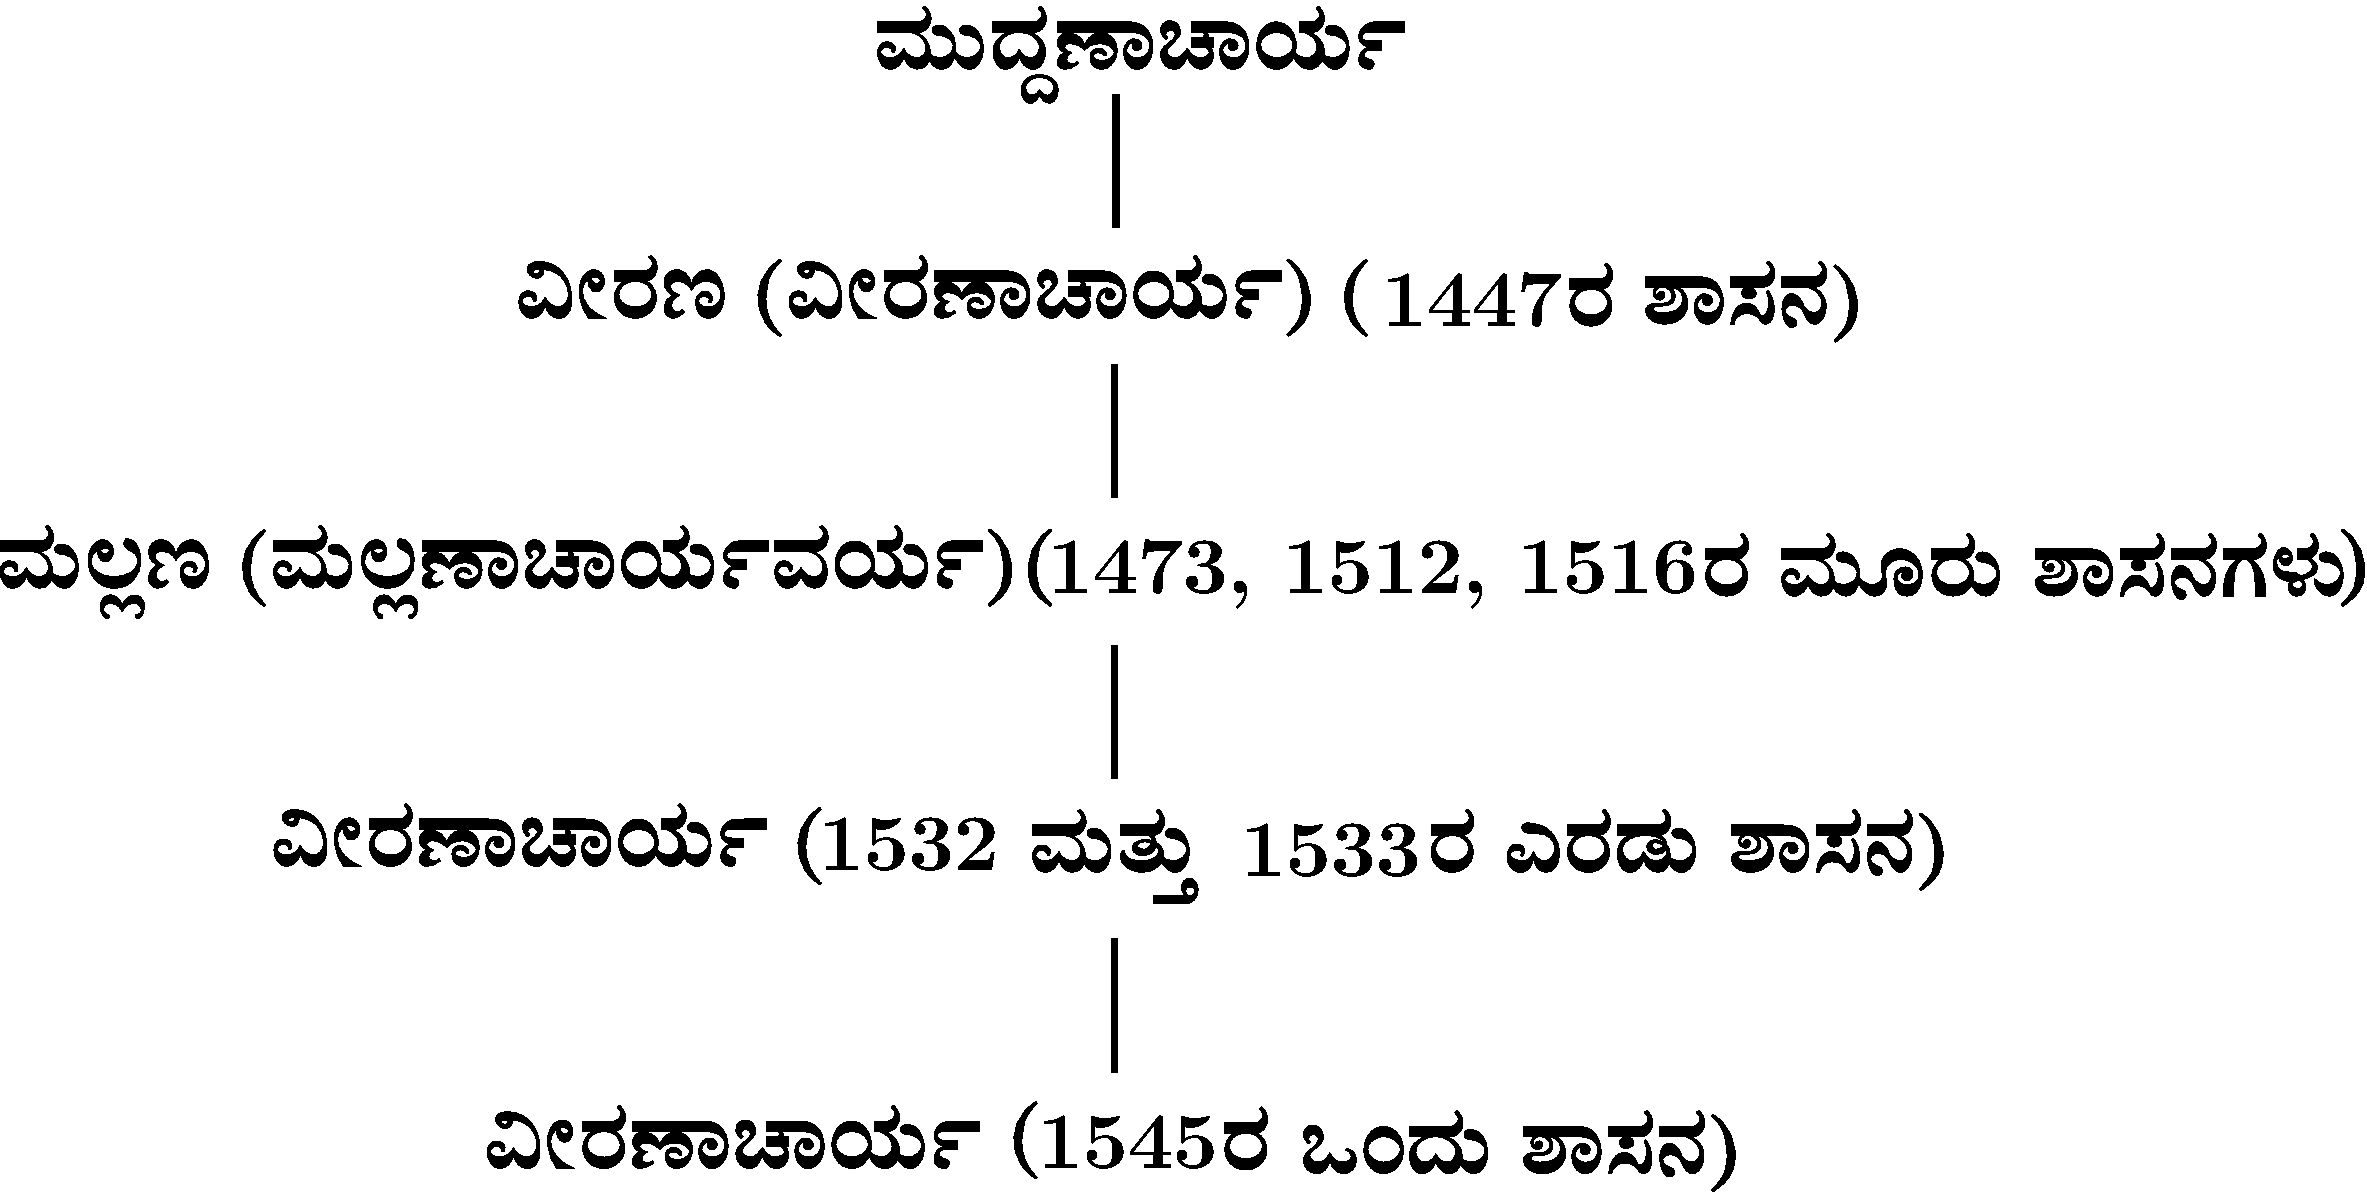 ಮುದ್ದಣಾಚಾರ್ಯ
ವೀರಣ (ವೀರಣಾಚಾರ್ಯ) (1447ರ ಶಾಸನ)
ಮಲ್ಲಣ (ಮಲ್ಲಣಾಚಾರ್ಯವರ್ಯ)(1473, 1512, 1516ರ ಮೂರು ಶಾಸನಗಳು)
ವೀರಣಾಚಾರ್ಯ (1532 ಮತ್ತು 1533ರ ಎರಡು ಶಾಸನ)
ವೀರಣಾಚಾರ್ಯ (1545ರ ಒಂದು ಶಾಸನ)